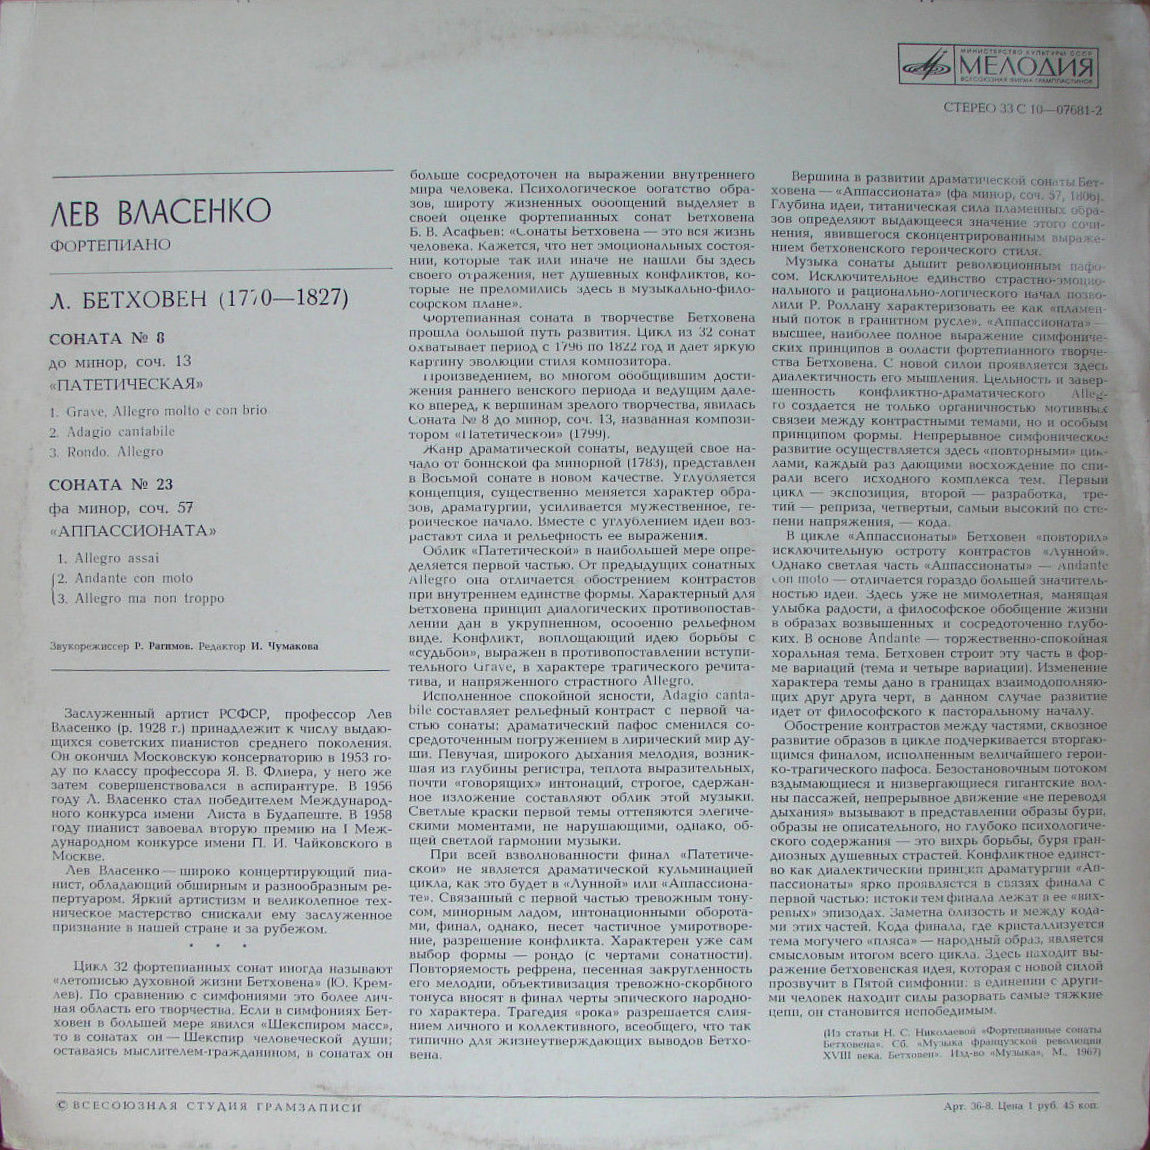 МИНИСТЕРСТВО КУЛЬТУРЫ СССР
МЕЛОДИЯ
ВСЕСОЮЗНАЯ ФИРМА ГРАМПЛАСТИНОК
СТЕРЕО 33 С 10—07681-2
ЛЕВ ВЛАСЕНКО
ФОРТЕПИАНО
Л. БЕТХОВЕН (1770—1827)
СОНАТА № 8
до минор, соч. 13
«ПАТЕТИЧЕСКАЯ»
1. Grave, Allegro molto e con brio
2. Adagio cantabile
3. Rondo. Allegro
СОНАТА № 23
фа минор, соч. 57
«АППАССИОНАТА»
1. Allegro assai
2. Andante con moto
3. Allegro ma non troppo
Звукорежиссер Р. Рагимов. Редактор И. Чумакова
Заслуженный артист РСФСР, профессор Лев
Власенко (р. 1928 г.) принадлежит к числу выдаю-
щихся советских пианистов среднего поколения.
Он окончил Московскую консерваторию в 1953 го-
ду по классу профессора Я. В. Флиера, у него же
затем совершенствовался в аспирантуре. В 1956
году Л. Власенко стал победителем Международ-
ного конкурса имени Листа в Будапеште. В 1958
году пианист завоевал вторую премию на I Меж-
дународном конкурсе имени П. И. Чайковского в
Москве.
Лев Власенко — широко концертирующий пиа-
нист, обладающий обширным и разнообразным ре-
пертуаром. Яркий артистизм и великолепное тех-
ническое мастерство снискали ему заслуженное
признание в нашей стране и за рубежом.
* * *
Цикл 32 фортепианных сонат иногда называют
«летописью духовной жизни Бетховена» (Ю. Крем-
лев). По сравнению с симфониями это более лич-
ная область его творчества. Если в симфониях Бет-
ховен в большей мере явился «Шекспиром масс»,
то в сонатах он — Шекспир человеческой души;
оставаясь мыслителем-гражданином, в сонатах он
больше сосредоточен на выражении внутреннего
мира человека. Психологическое богатство обра-
зов, широту жизненных обобщений выделяет в
своей оценке фортепианных сонат Бетховена
Б. В. Асафьев: «Сонаты Бетховена — это вся жизнь
человека. Кажется, что нет эмоциональных состоя-
нии, которые так или иначе не нашли бы здесь
своего отражения, нет душевных конфликтов, ко-
торые не преломились здесь в музыкально-фило-
софском плане».
Фортепианная соната в творчестве Бетховена
прошла большой путь развития. Цикл из 32 сонат
охватывает период с 1796 по 1822 год и дает яркую
картину эволюции стиля композитора.
Произведением, во многом обобщившим дости-
жения раннего венского периода и ведущим дале-
ко вперед, к вершинам зрелого творчества, явилась
Соната № 8 до минор, соч. 13, названная компози-
тором «Патетической» (1799).
Жанр драматической сонаты, ведущей свое на-
чало от боннской фа минорной (1783), представлен
в Восьмой сонате в новом качестве. Углубляется
концепция, существенно меняется характер обра-
зов, драматургии, усиливается мужественное, ге-
роическое начало. Вместе с углублением идеи воз-
растают сила и рельефность ее выражения.
Облик «Патетической» в наибольшей мере опре-
деляется первой частью. От предыдущих сонатных
Allegro она отличается обострением контрастов
при внутреннем единстве формы. Характерный для
Бетховена принцип диалогических противопостав-
лении дан в укрупненном, особенно рельефном
виде. Конфликт, воплощающий идею борьбы с
«судьбой», выражен в противопоставлении вступи-
тельного Grave, в характере трагического речита-
тива, и напряженного страстного Allegro.
Исполненное спокойной ясности, Adagio canta-
bile составляет рельефный контраст с первой ча-
стью сонаты: драматический пафос сменился со-
средоточенным погружением в лирический мир ду-
ши. Певучая, широкого дыхания мелодия, возник-
шая из глубины регистра, теплота выразительных,
почти «говорящих» интонаций, строгое, сдержан-
ное изложение составляют облик этой музыки.
Светлые краски первой темы оттеняются элегиче-
скими моментами, не нарушающими, однако, об-
щей светлой гармонии музыки.
При всей взволнованности финал «Патетиче-
ской» не является драматической кульминацией
цикла, как это будет в «Лунной» или «Аппассиона-
те». Связанный с первой частью тревожным тону-
сом, минорным ладом, интонационными оборота-
ми, финал, однако, несет частичное умиротворе-
ние, разрешение конфликта. Характерен уже сам
выбор формы — рондо (с чертами сонатности).
Повторяемость рефрена, песенная закругленность
его мелодии, объективизация тревожно-скорбного
тонуса вносят в финал черты эпического народно-
го характера. Трагедия «рока» разрешается слия-
нием личного и коллективного, всеобщего, что так
типично для жизнеутверждающих выводов Бетхо-
вена.
Вершина в развитии драматической сонаты Бет-
ховена — «Аппассионата» (фа минор, соч. 57, 1806).
Глубина идеи, титаническая сила пламенных обра-
зов определяют выдающееся значение этого сочи-
нения, явившегося сконцентрированным выраже-
нием бетховенского героического стиля.
Музыка сонаты дышит революционным пафо-
сом. Исключительное единство страстно-эмоцио-
нального и рационально-логического начал позво-
лили Р. Роллану характеризовать ее как «пламен-
ный поток в гранитном русле». «Аппассионата» —
высшее, наиболее полное выражение симфониче-
ских принципов в области фортепианного творче-
ства Бетховена. С новой силой проявляется здесь
диалектичность его мышления. Цельность и завер-
шенность конфликтно-драматического Alleg-
ro создается не только органичностью мотивных
связей между контрастными темами, но и особым
принципом формы. Непрерывное симфоническое
развитие осуществляется здесь «повторными» цик-
лами, каждый раз дающими восхождение по спи-
рали всего исходного комплекса тем. Первый
цикл — экспозиция, второй — разработка, тре-
тий — реприза, четвертый, самый высокий по сте-
пени напряжения, — кода.
В цикле «Аппассионаты» Бетховен «повторил»
исключительную остроту контрастов «Лунной».
Однако светлая часть «Аппассионаты» — Andante
con moto — отличается гораздо большей значитель-
ностью идеи. Здесь уже не мимолетная, манящая
улыбка радости, а философское обобщение жизни
в образах возвышенных и сосредоточенно глубо-
ких. В основе Andante — торжественно-спокойная
хоральная тема. Бетховен строит эту часть в фор-
ме вариаций (тема и четыре вариации). Изменение
характера темы дано в границах взаимодополняю-
щих друг друга черт, в данном случае развитие
идет от философского к пасторальному началу.
Обострение контрастов между частями, сквозное
развитие образов в цикле подчеркивается вторгаю-
щимся финалом, исполненным величайшего герои-
ко-трагического пафоса. Безостановочным потоком
вздымающиеся и низвергающиеся гигантские вол-
ны пассажей, непрерывное движение «не переводя
дыхания» вызывают в представлении образы бури,
образы не описательного, но глубоко психологиче-
ского содержания — это вихрь борьбы, буря гран-
диозных душевных страстей. Конфликтное единст-
во как диалектический принцип драматургии «Ап-
пассионаты» ярко проявляется в связях финала с
первой частью: истоки тем финала лежат в ее «вих-
ревых» эпизодах. Заметна близость и между кода-
ми этих частей. Кода финала, где кристаллизуется
тема могучего «пляса» — народный образ, является
смысловым итогом всего цикла. Здесь находит вы-
ражение бетховенская идея, которая с новой силой
прозвучит в Пятой симфонии: в единении с други-
ми человек находит силы разорвать самые тяжкие
цепи, он становится непобедимым.
(Из статьи Н. С. Николаевой «Фортепианные сонаты
Бетховена». Сб. «Музыка французской революции
XVIII века. Бетховен». Изд-во «Музыка», М., 1967)
© ВСЕСОЮЗНАЯ СТУДИЯ ГРАМЗАПИСИ
Арт. 36-8. Цена 1 руб. 45 коп.